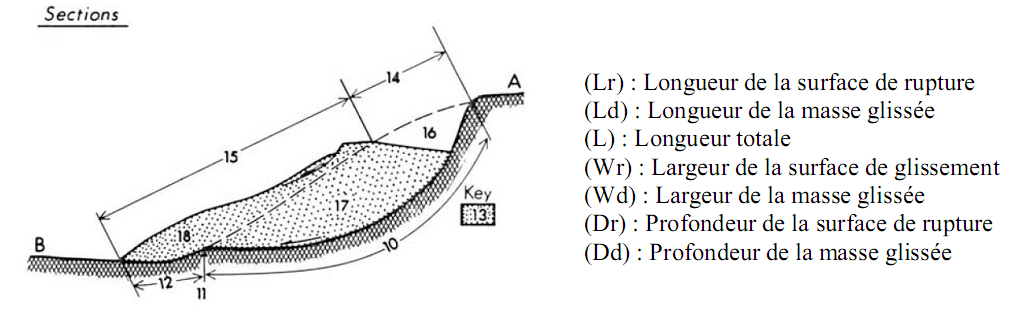 Sections
14
A
15
16
Key
13
17
18
B
10
12
11
(Lr) : Longueur de la surface de rupture
(Ld) : Longueur de la masse glissée
(L) : Longueur totale
(Wr) : Largeur de la surface de glissement
(Wd) : Largeur de la masse glissée
(Dr) : Profondeur de la surface de rupture
(Dd) : Profondeur de la masse glissée